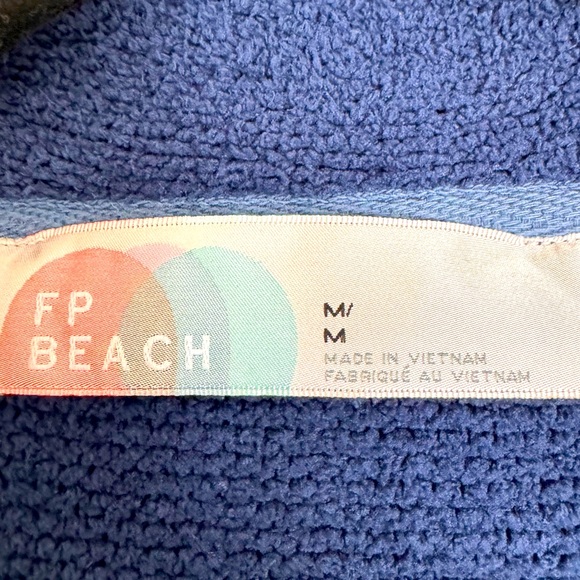 FP
BEACH
M/
M
MADE IN VIETNAM
FABRIQUÉ AU VIETNAM